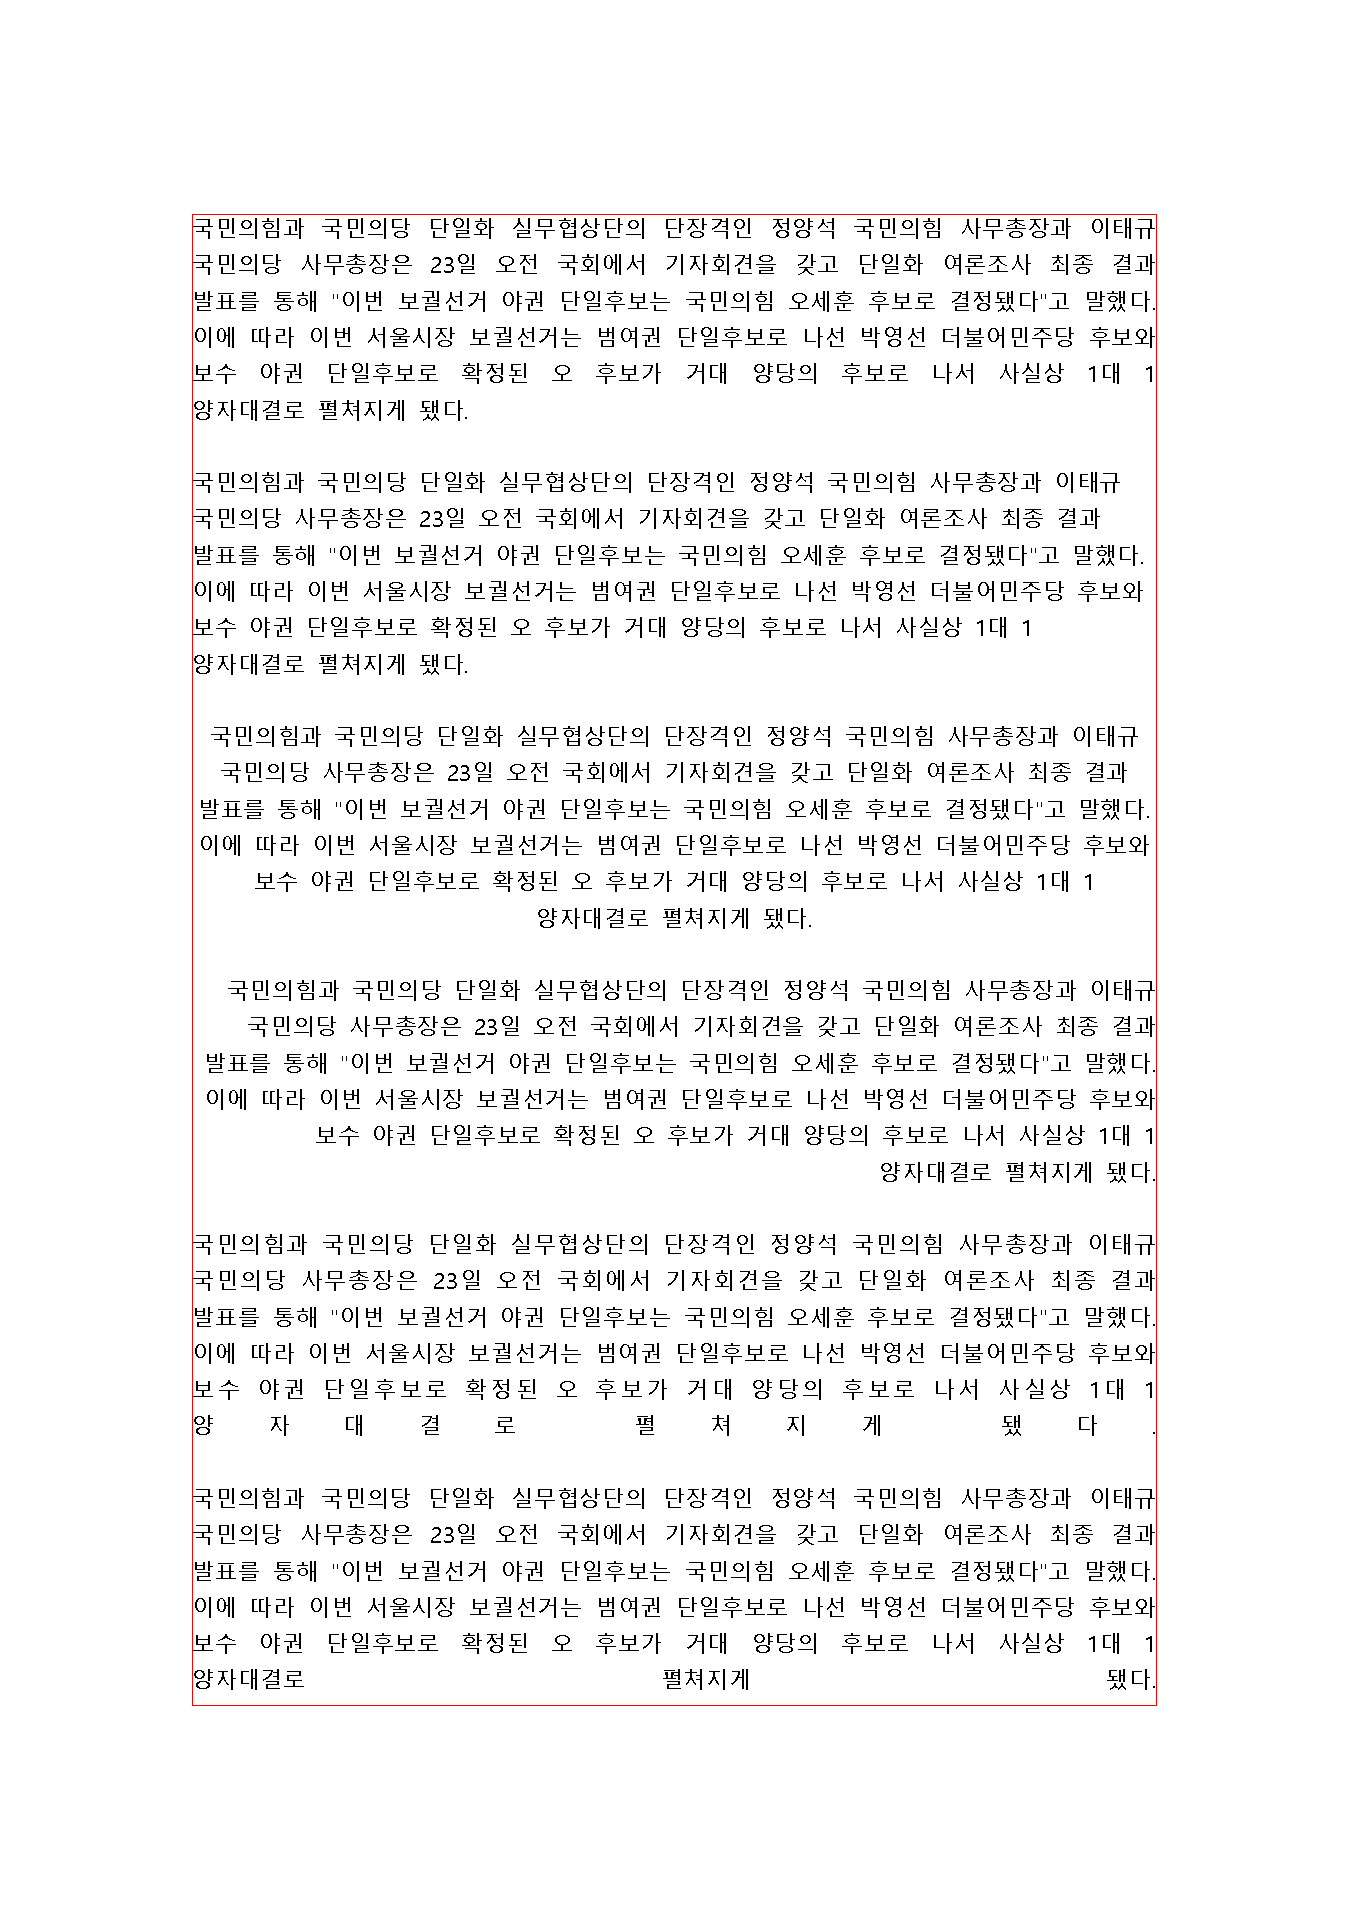 국민의힘과 국민의당 단일화 실무협상단의 단장격인 정양석 국민의힘 사무총장과 이태규
국민의당 사무총장은 23일 오전 국회에서 기자회견을 갖고 단일화 여론조사 최종 결과
발표를 통해 "이번 보궐선거 야권 단일후보는 국민의힘 오세훈 후보로 결정됐다"고 말했다.
이에 따라 이번 서울시장 보궐선거는 범여권 단일후보로 나선 박영선 더불어민주당 후보와
보수 야권 단일후보로 확정된 오 후보가 거대 양당의 후보로 나서 사실상 1대 1
양자대결로 펼쳐지게 됐다.

국민의힘과 국민의당 단일화 실무협상단의 단장격인 정양석 국민의힘 사무총장과 이태규
국민의당 사무총장은 23일 오전 국회에서 기자회견을 갖고 단일화 여론조사 최종 결과
발표를 통해 "이번 보궐선거 야권 단일후보는 국민의힘 오세훈 후보로 결정됐다"고 말했다.
이에 따라 이번 서울시장 보궐선거는 범여권 단일후보로 나선 박영선 더불어민주당 후보와
보수 야권 단일후보로 확정된 오 후보가 거대 양당의 후보로 나서 사실상 1대 1
양자대결로 펼쳐지게 됐다.

국민의힘과 국민의당 단일화 실무협상단의 단장격인 정양석 국민의힘 사무총장과 이태규
국민의당 사무총장은 23일 오전 국회에서 기자회견을 갖고 단일화 여론조사 최종 결과
발표를 통해 "이번 보궐선거 야권 단일후보는 국민의힘 오세훈 후보로 결정됐다"고 말했다.
이에 따라 이번 서울시장 보궐선거는 범여권 단일후보로 나선 박영선 더불어민주당 후보와
보수 야권 단일후보로 확정된 오 후보가 거대 양당의 후보로 나서 사실상 1대 1
양자대결로 펼쳐지게 됐다.

국민의힘과 국민의당 단일화 실무협상단의 단장격인 정양석 국민의힘 사무총장과 이태규
국민의당 사무총장은 23일 오전 국회에서 기자회견을 갖고 단일화 여론조사 최종 결과
발표를 통해 "이번 보궐선거 야권 단일후보는 국민의힘 오세훈 후보로 결정됐다"고 말했다.
이에 따라 이번 서울시장 보궐선거는 범여권 단일후보로 나선 박영선 더불어민주당 후보와
보수 야권 단일후보로 확정된 오 후보가 거대 양당의 후보로 나서 사실상 1대 1
양자대결로 펼쳐지게 됐다.

국민의힘과 국민의당 단일화 실무협상단의 단장격인 정양석 국민의힘 사무총장과 이태규
국민의당 사무총장은 23일 오전 국회에서 기자회견을 갖고 단일화 여론조사 최종 결과
발표를 통해 "이번 보궐선거 야권 단일후보는 국민의힘 오세훈 후보로 결정됐다"고 말했다.
이에 따라 이번 서울시장 보궐선거는 범여권 단일후보로 나선 박영선 더불어민주당 후보와
보수 야권 단일후보로 확정된 오 후보가 거대 양당의 후보로 나서 사실상 1대 1
양자대결로 펼쳐지게 됐다.

국민의힘과 국민의당 단일화 실무협상단의 단장격인 정양석 국민의힘 사무총장과 이태규
국민의당 사무총장은 23일 오전 국회에서 기자회견을 갖고 단일화 여론조사 최종 결과
발표를 통해 "이번 보궐선거 야권 단일후보는 국민의힘 오세훈 후보로 결정됐다"고 말했다.
이에 따라 이번 서울시장 보궐선거는 범여권 단일후보로 나선 박영선 더불어민주당 후보와
보수 야권 단일후보로 확정된 오 후보가 거대 양당의 후보로 나서 사실상 1대 1
양자대결로 펼쳐지게 됐다.